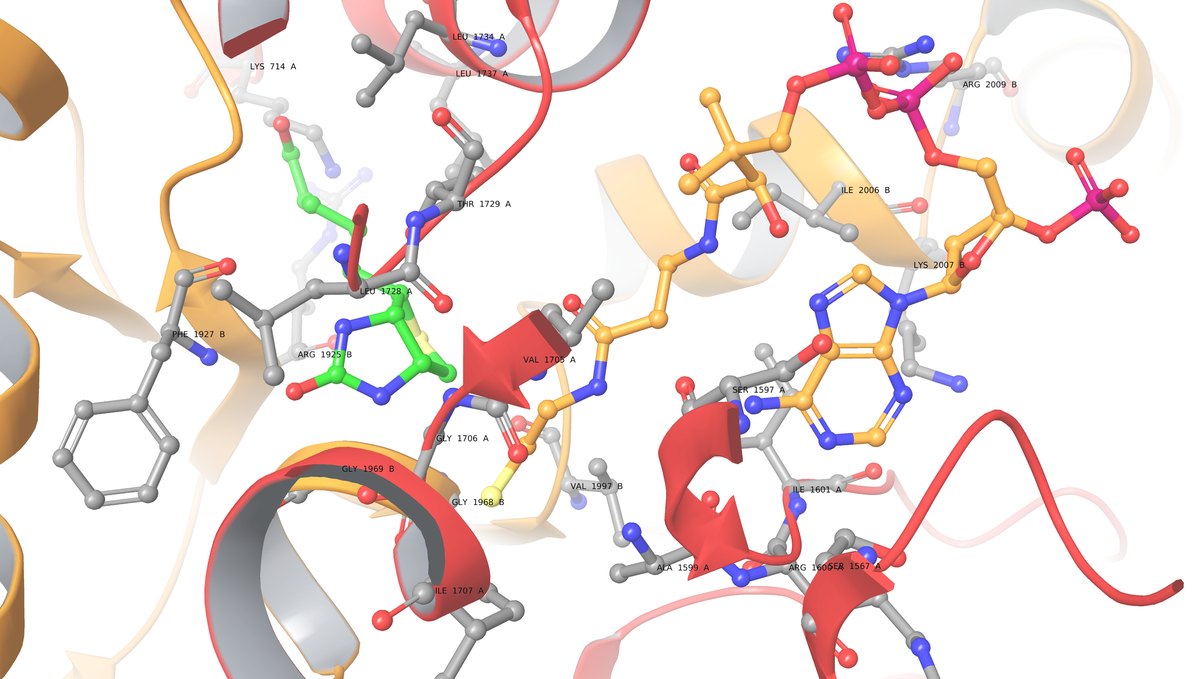 LEU 1734 A
LYS 714 A
LEU 1737 A
ARG 2009 B
ILE 2006 B
THR 1729 A
LYS 2007 B
LEU 1728 A
PHE 1927 B
ARG 1925 B
VAL 1705 A
SER 1597 A
GLY 1706 A
GLY 1969 B
VAL 1997 B
ILE 1601 A
GLY 1968 B
ALA 1599 A
SER 1567 A
ILE 1707 A